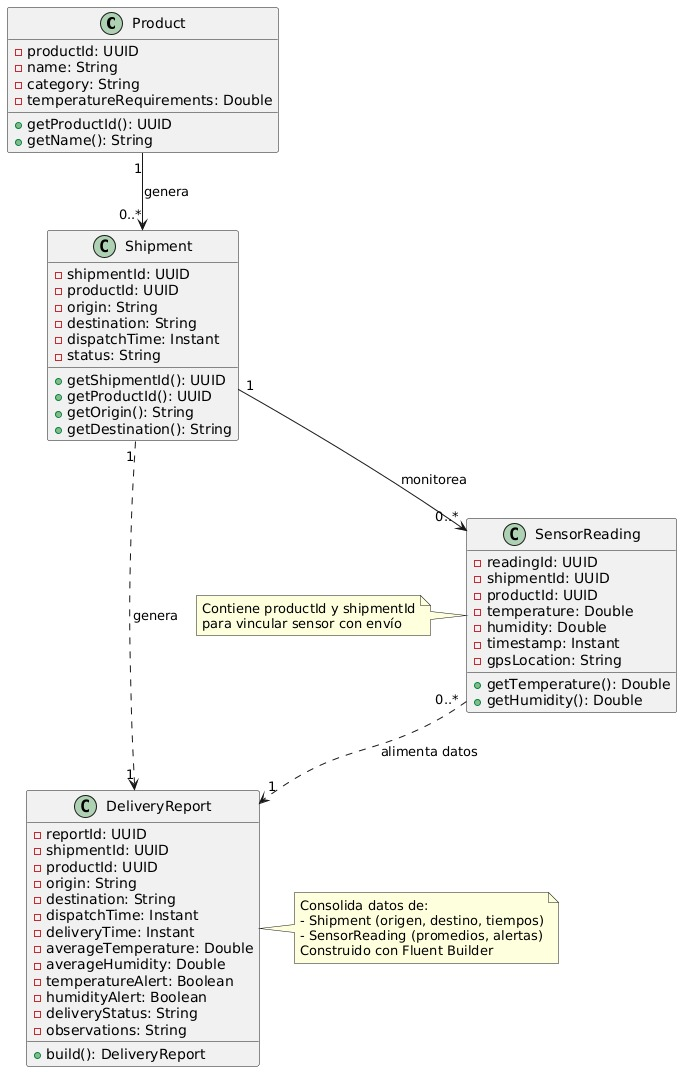 C Product
productId: UUID
name: String
category: String
temperatureRequirements: Double
getProductId(): UUID
getName(): String
1
genera
0..*
C Shipment
shipmentId: UUID
productId: UUID
origin: String
destination: String
dispatchTime: Instant
status: String
getShipmentId(): UUID
getProductId(): UUID
getOrigin(): String
getDestination(): String
1
1
monitorea
0..*
C SensorReading
readingId: UUID
shipmentId: UUID
productId: UUID
temperature: Double
humidity: Double
timestamp: Instant
gpsLocation: String
getTemperature(): Double
getHumidity(): Double
Contiene productId y shipmentId
para vincular sensor con envío
genera
0..*
alimenta datos
1
1
C DeliveryReport
reportId: UUID
shipmentId: UUID
productId: UUID
origin: String
destination: String
dispatchTime: Instant
deliveryTime: Instant
averageTemperature: Double
averageHumidity: Double
temperatureAlert: Boolean
humidityAlert: Boolean
deliveryStatus: String
observations: String
build(): DeliveryReport
Consolida datos de:
- Shipment (origen, destino, tiempos)
- SensorReading (promedios, alertas)
Construido con Fluent Builder